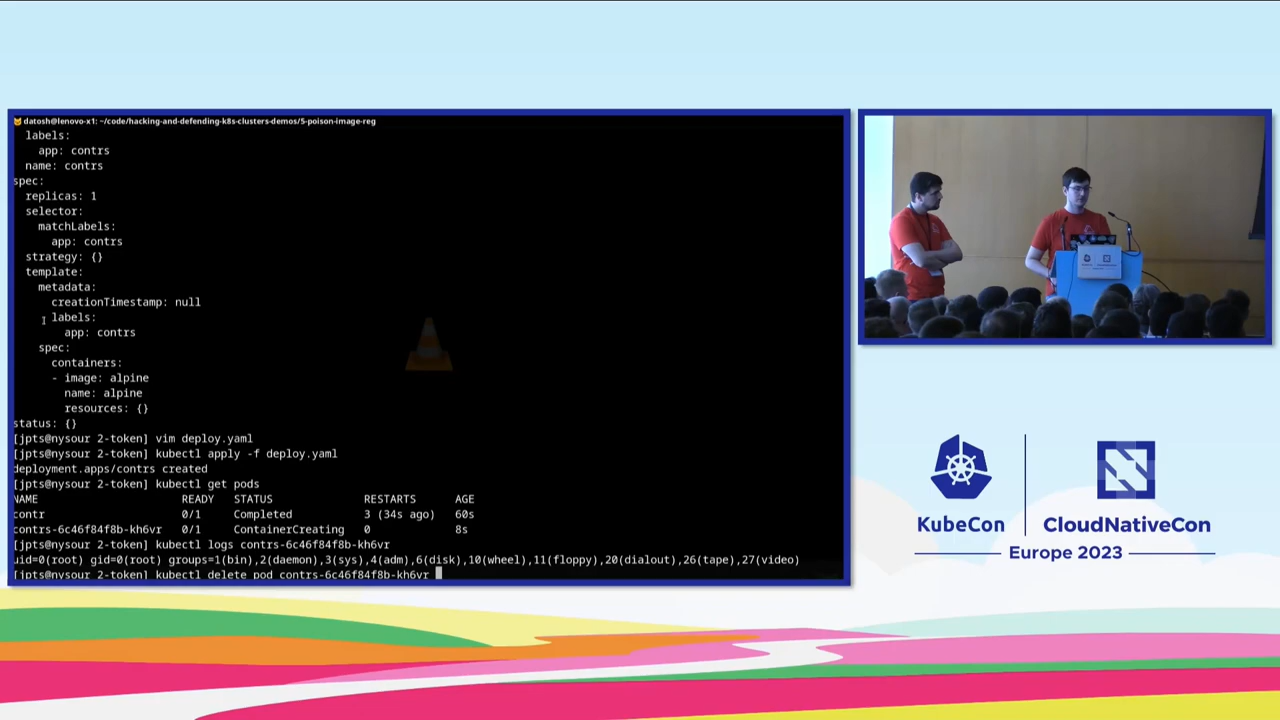 datosh@lenovo-x1: ~/code/hacking-and-defending-k8s-clusters-demos/5-poison-image-reg
labels:
app: contrs
name: contrs
spec:
replicas: 1
selector:
matchLabels:
app: contrs
strategy: {}
template:
metadata:
creationTimestamp: null
labels:
app: contrs
spec:
containers:
- image: alpine
name: alpine
resources: {}
status: {}
[jpts@nysour 2-token] vim deploy.yaml
[jpts@nysour 2-token] kubectl apply -f deploy.yaml
deployment.apps/contrs created
[jpts@nysour 2-token] kubectl get pods
NAME READY STATUS RESTARTS AGE
contr 0/1 Completed 3 (34s ago) 60s
contrs-6c46f84f8b-kh6vr 0/1 ContainerCreating 0 8s
[jpts@nysour 2-token] kubectl logs contrs-6c46f84f8b-kh6vr
uid=0(root) gid=0(root) groups=1(bin),2(daemon),3(sys),4(adm),6(disk),10(wheel),11(floppy),20(dialout),26(tape),27(video)
[jpts@nysour 2-token] kubectl delete pod contrs-6c46f84f8b-kh6vr
KubeCon
CloudNativeCon
Europe 2023